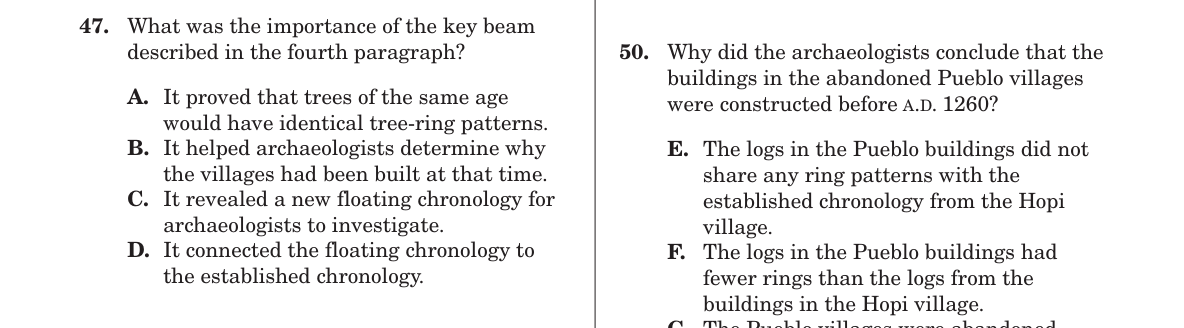 47. What was the importance of the key beam
described in the fourth paragraph?
A. It proved that trees of the same age
would have identical tree-ring patterns.
B. It helped archaeologists determine why
the villages had been built at that time.
C. It revealed a new floating chronology for
archaeologists to investigate.
D. It connected the floating chronology to
the established chronology.
50. Why did the archaeologists conclude that the
buildings in the abandoned Pueblo villages
were constructed before A.D. 1260?
E. The logs in the Pueblo buildings did not
share any ring patterns with the
established chronology from the Hopi
village.
F. The logs in the Pueblo buildings had
fewer rings than the logs from the
buildings in the Hopi village.
G. The Pueblo villages were abandoned